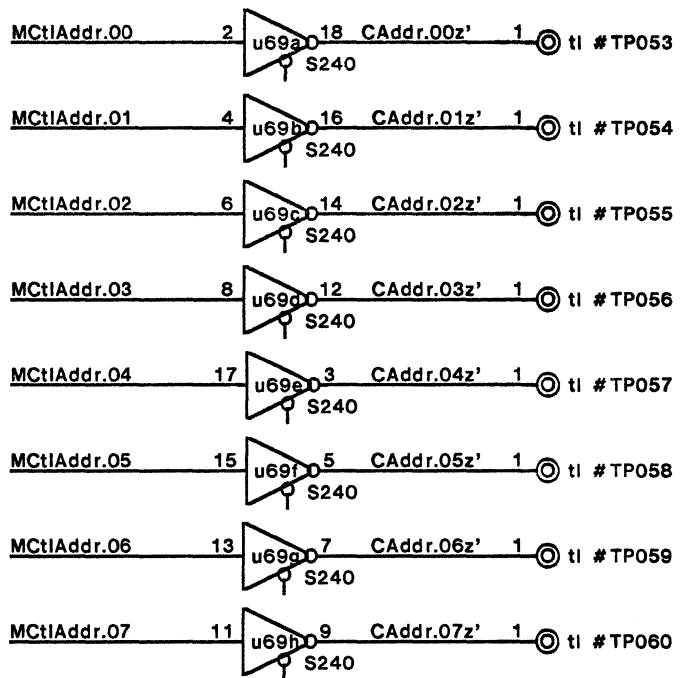 MCtlAddr.00 2 u69a 18 CAddr.00z' 1 tl #TP053
S240
MCtlAddr.01 4 u69b 16 CAddr.01z' 1 tl #TP054
S240
MCtlAddr.02 6 u69c 14 CAddr.02z' 1 tl #TP055
S240
MCtlAddr.03 8 u69d 12 CAddr.03z' 1 tl #TP056
S240
MCtlAddr.04 17 u69e 3 CAddr.04z' 1 tl #TP057
S240
MCtlAddr.05 15 u69f 5 CAddr.05z' 1 tl #TP058
S240
MCtlAddr.06 13 u69g 7 CAddr.06z' 1 tl #TP059
S240
MCtlAddr.07 11 u69h 9 CAddr.07z' 1 tl #TP060
S240